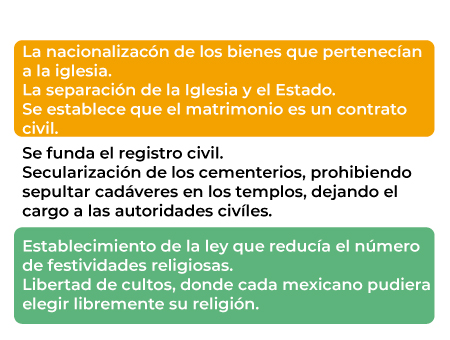 La nacionalizacón de los bienes que pertenecían
a la iglesia.
La separación de la Iglesia y el Estado.
Se establece que el matrimonio es un contrato
civil.
Se funda el registro civil.
Secularización de los cementerios, prohibiendo
sepultar cadáveres en los templos, dejando el
cargo a las autoridades civíles.
Establecimiento de la ley que reducía el número
de festividades religiosas.
Libertad de cultos, donde cada mexicano pudiera
elegir libremente su religión.